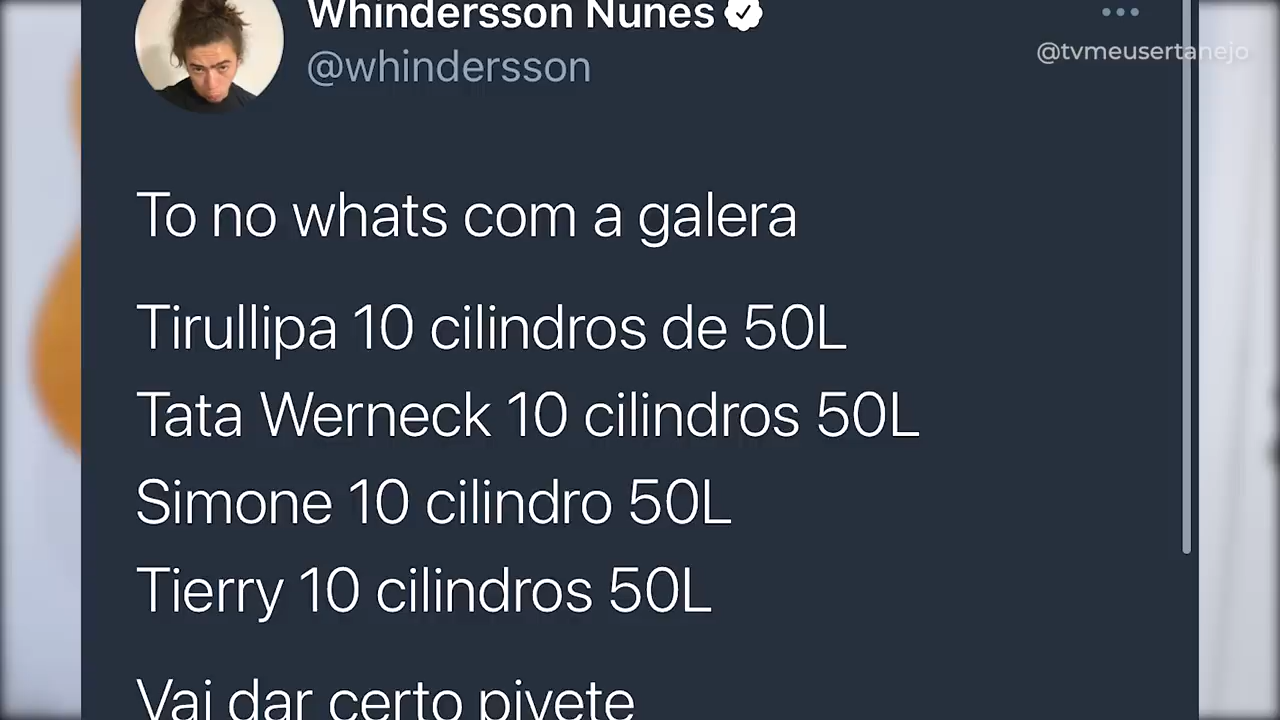 Whindersson Nunes
@whindersson
@tvmeusertanejo
To no whats com a galera
Tirullipa 10 cilindros de 50L
Tata Werneck 10 cilindros 50L
Simone 10 cilindro 50L
Tierry 10 cilindros 50L
Vai dar certo pivete